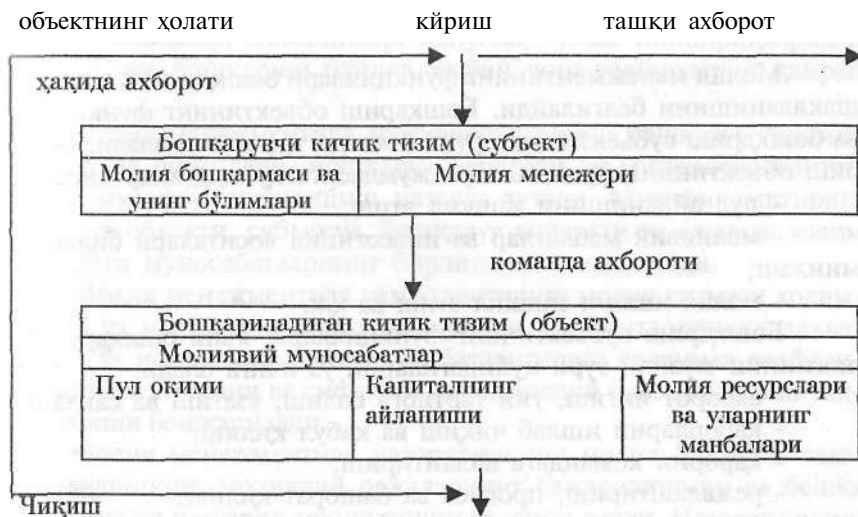 объектнинг ҳолати кйриш ташқи ахборот
ҳақида ахборот
Бошқарувчи кичик тизим (субъект)
Молия бошқармаси ва
унинг бўлимлари
Молия менежери
команда ахбороти
Бошқариладиган кичик тизим (объект)
Молиявий муносабатлар
Пул оқими
Капиталнинг
айланиши
Молия ресурслари
ва уларнинг
манбалари
Чиқиш